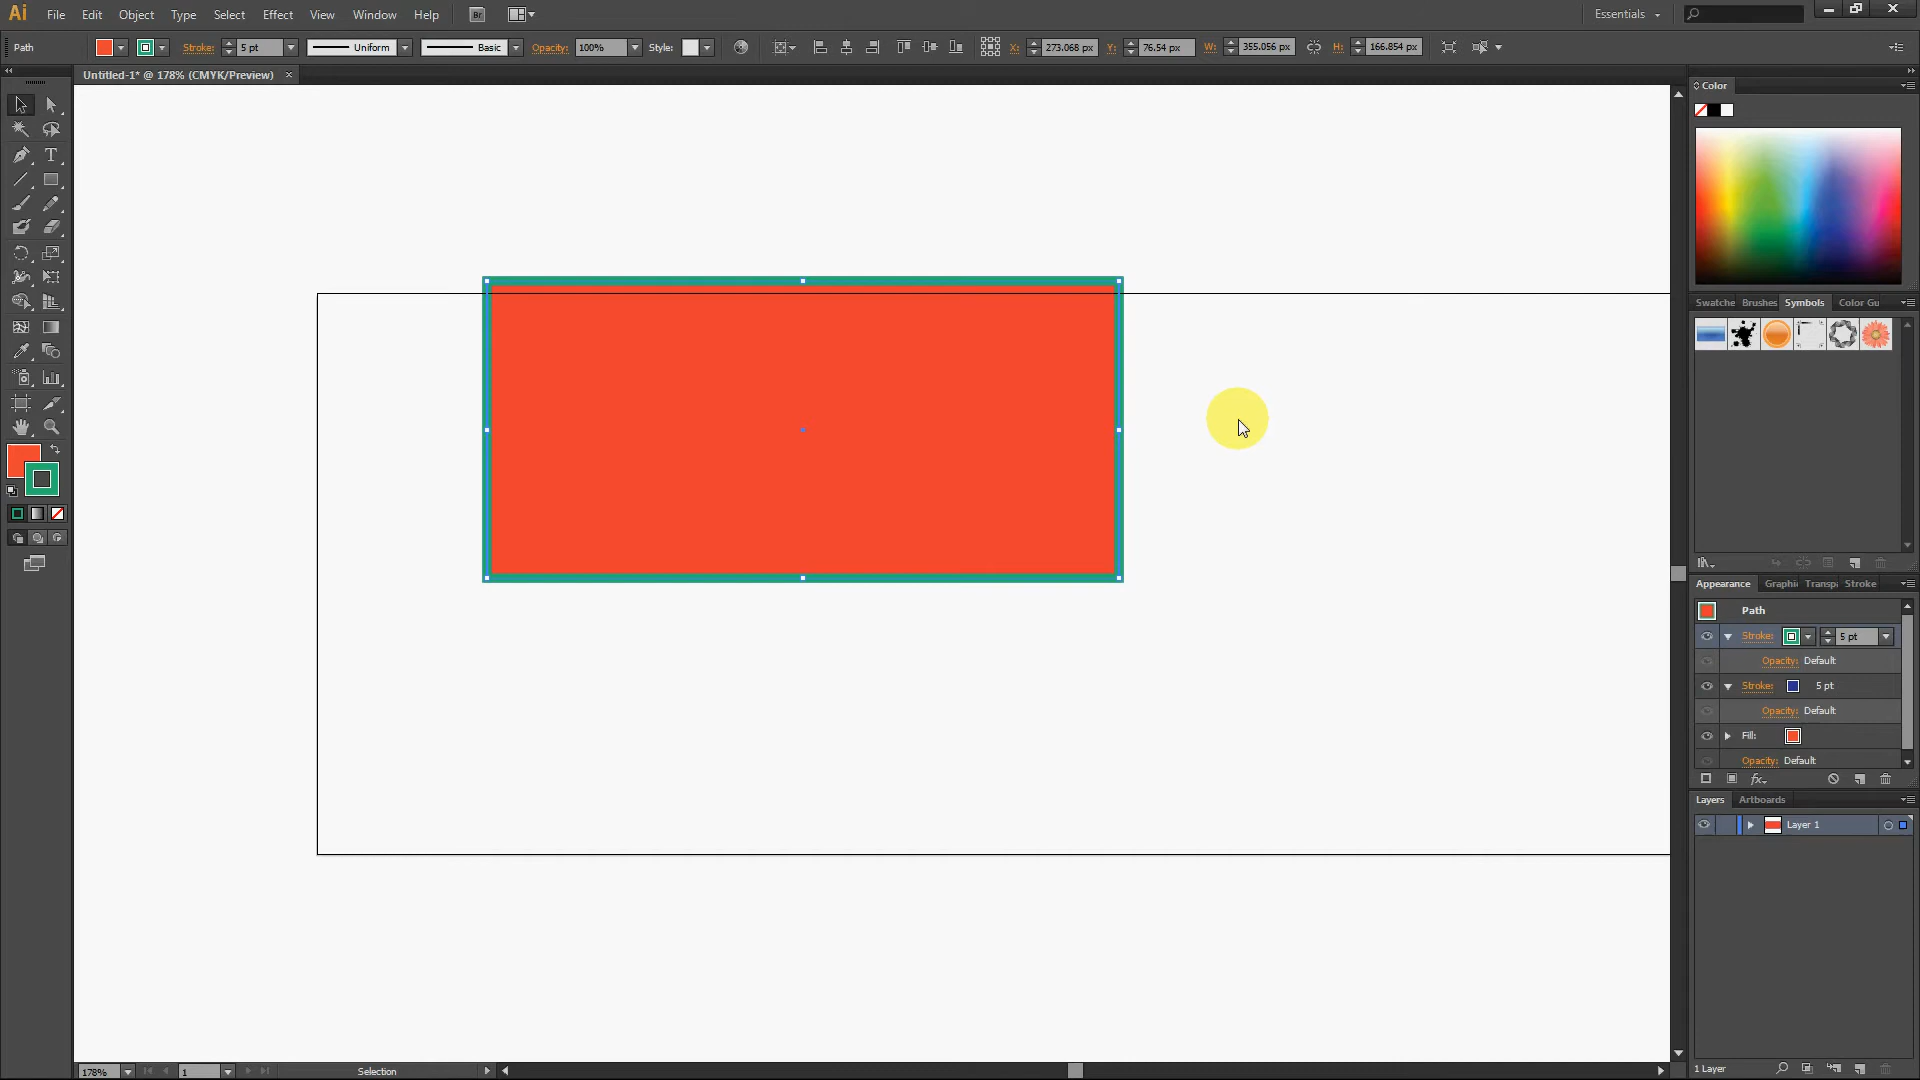 Ai File Edit Object Type Select Effect View Window Help Br Essentials
Path Stroke: 5 pt Uniform Basic Opacity: 100% Style: X: 273.068 px Y: 76.54 px W: 355.056 px H: 166.854 px
Untitled-1* @ 178% (CMYK/Preview)
Color
Swatche Brushes Symbols Color Gu
Appearance Graphi Transpa Stroke
Path
Stroke: 5 pt
Opacity: Default
Stroke: 5 pt
Opacity: Default
Fill:
Opacity: Default
fx
Layers Artboards
Layer 1
1 Layer
178% 1 Selection